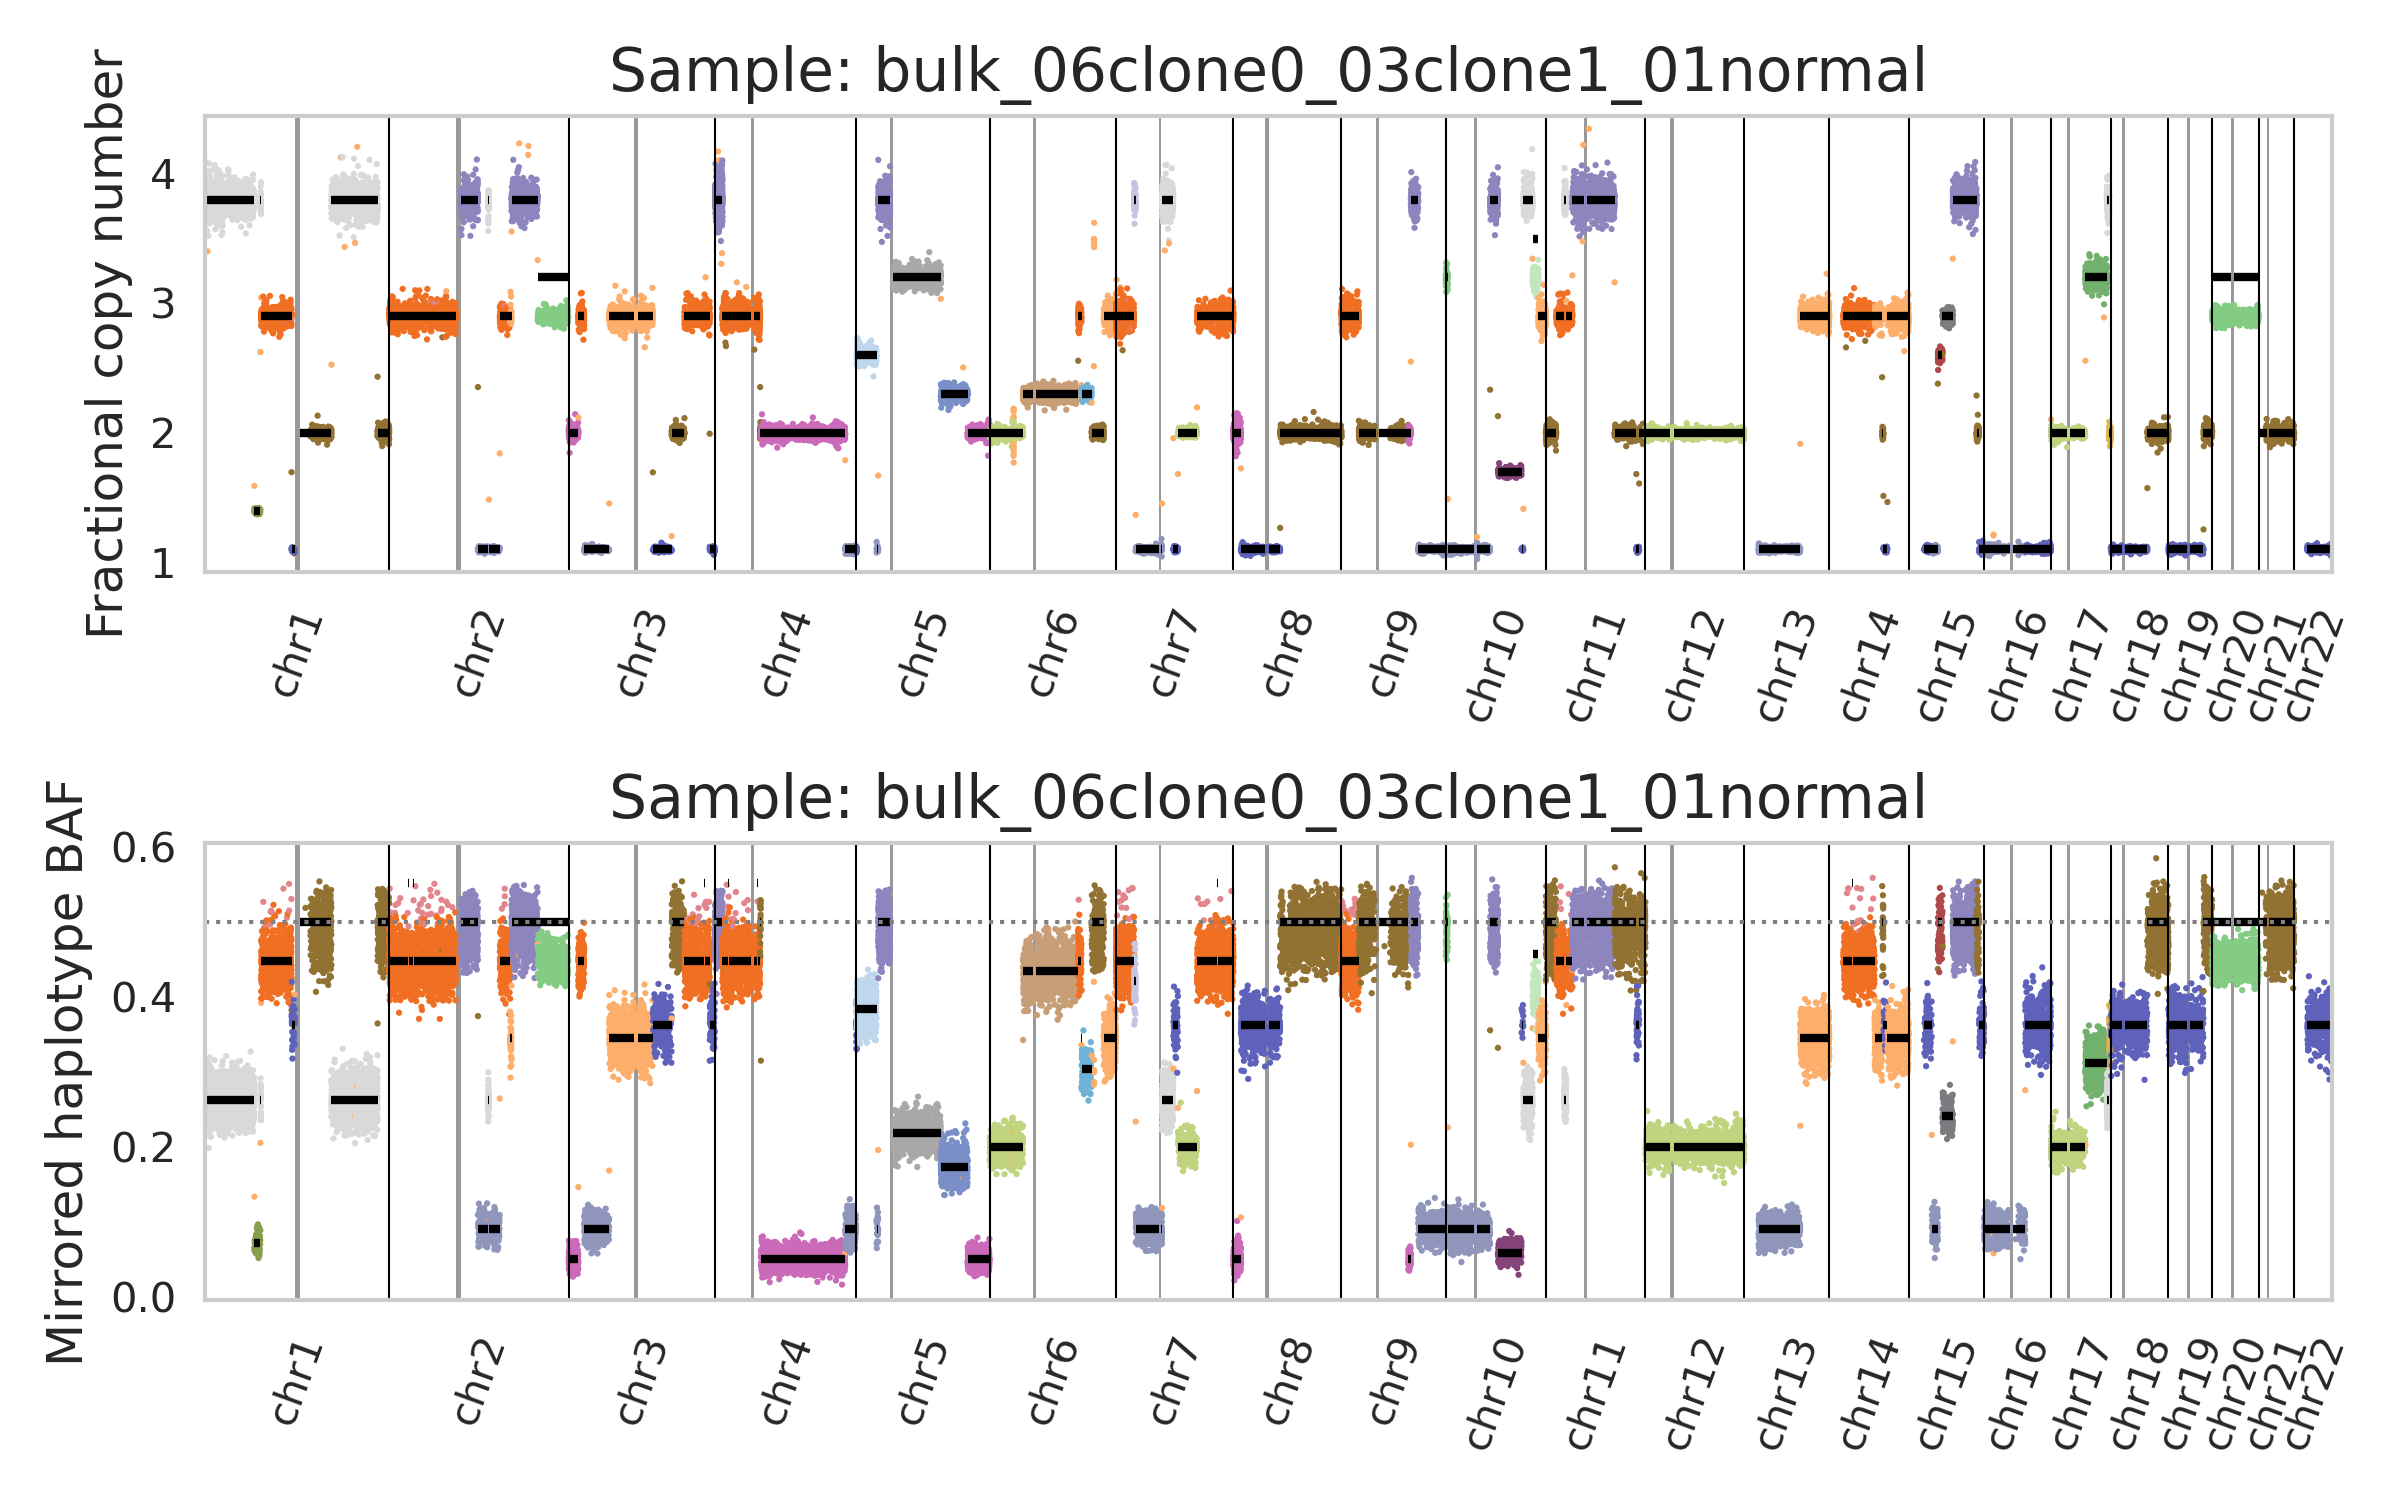 Sample: bulk_06clone0_03clone1_01normal
Fractional copy number
4
3
2
1
chr1
chr2
chr3
chr4
chr5
chr6
chr7
chr8
chr9
chr10
chr11
chr12
chr13
chr14
chr15
chr16
chr17
chr18
chr19
chr20
chr21
chr22
Sample: bulk_06clone0_03clone1_01normal
Mirrored haplotype BAF
0.6
0.4
0.2
0.0
chr1
chr2
chr3
chr4
chr5
chr6
chr7
chr8
chr9
chr10
chr11
chr12
chr13
chr14
chr15
chr16
chr17
chr18
chr19
chr20
chr21
chr22